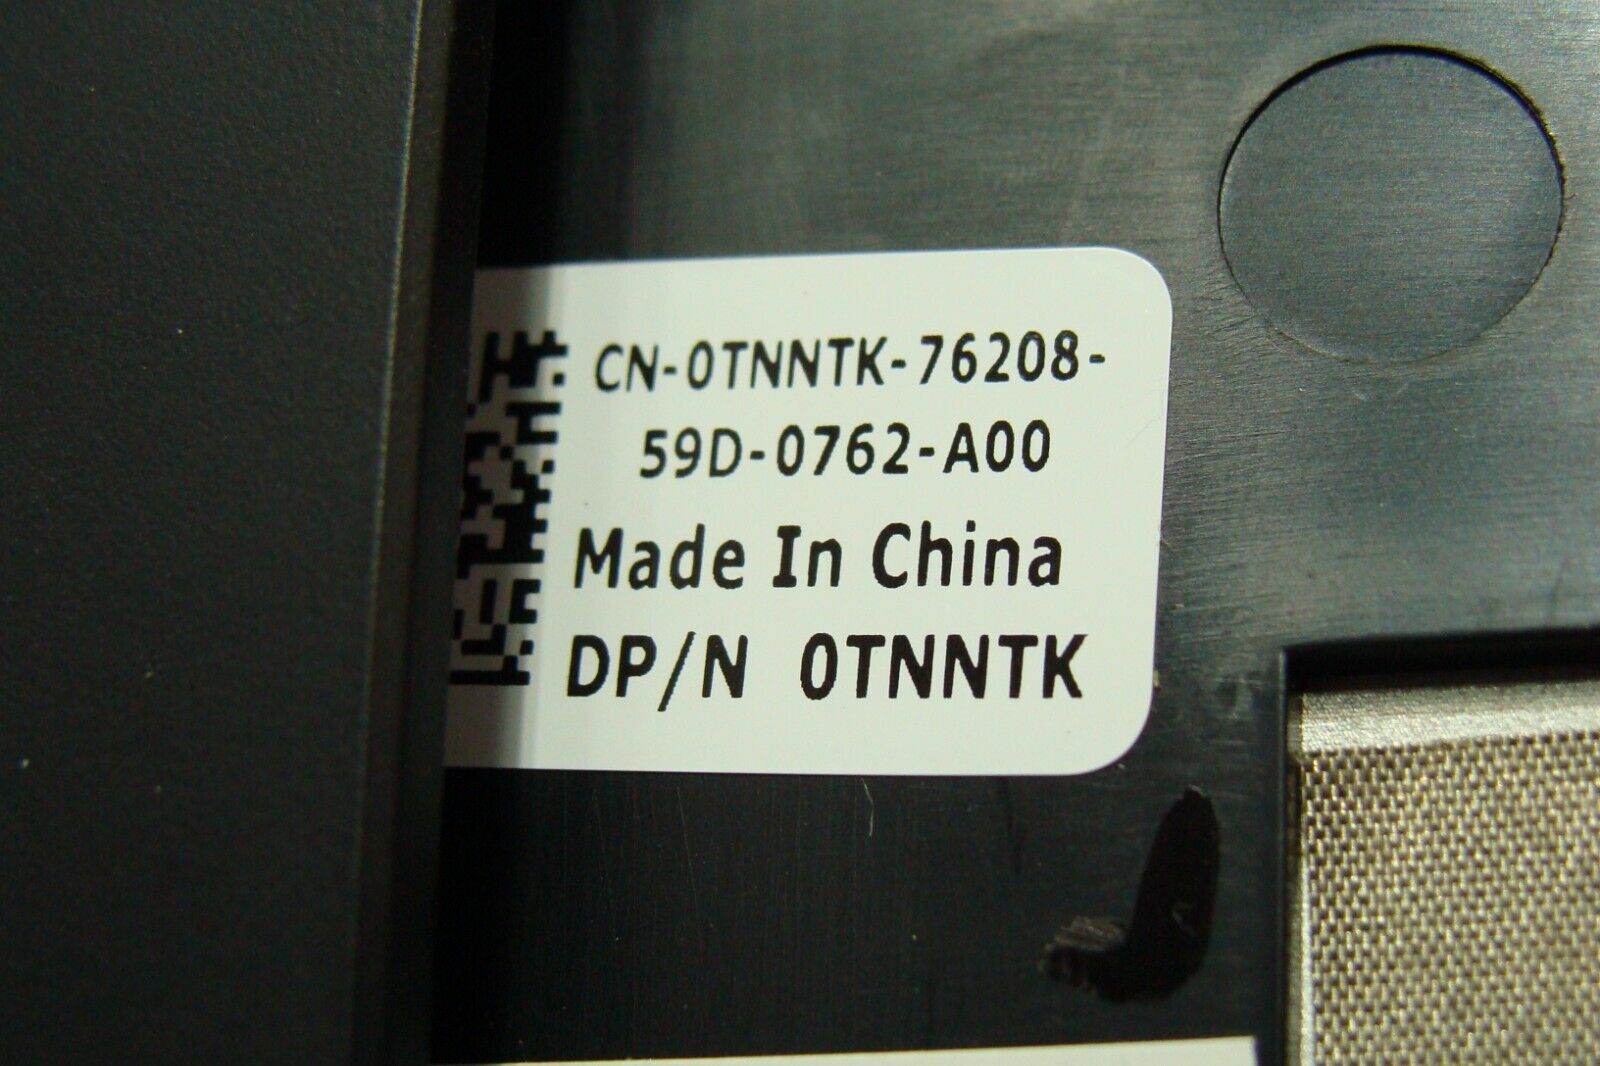 CN-0TNNTK-76208-
59D-0762-A00
Made In China
DP/N 0TNNTK